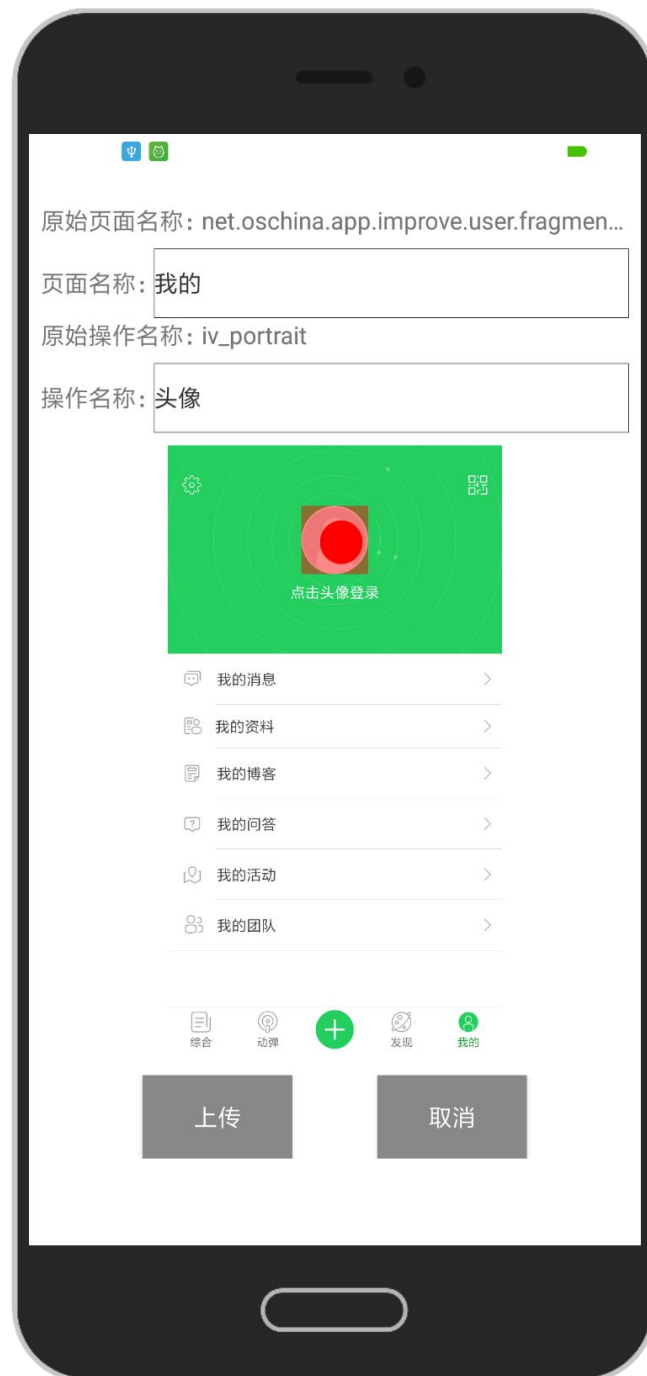 原始页面名称: net.oschina.app.improve.user.fragmen...
页面名称: 我的
原始操作名称: iv_portrait
操作名称: 头像
点击头像登录
我的消息
我的资料
我的博客
我的问答
我的活动
我的团队
综合 动弹 发现 我的
上传 取消